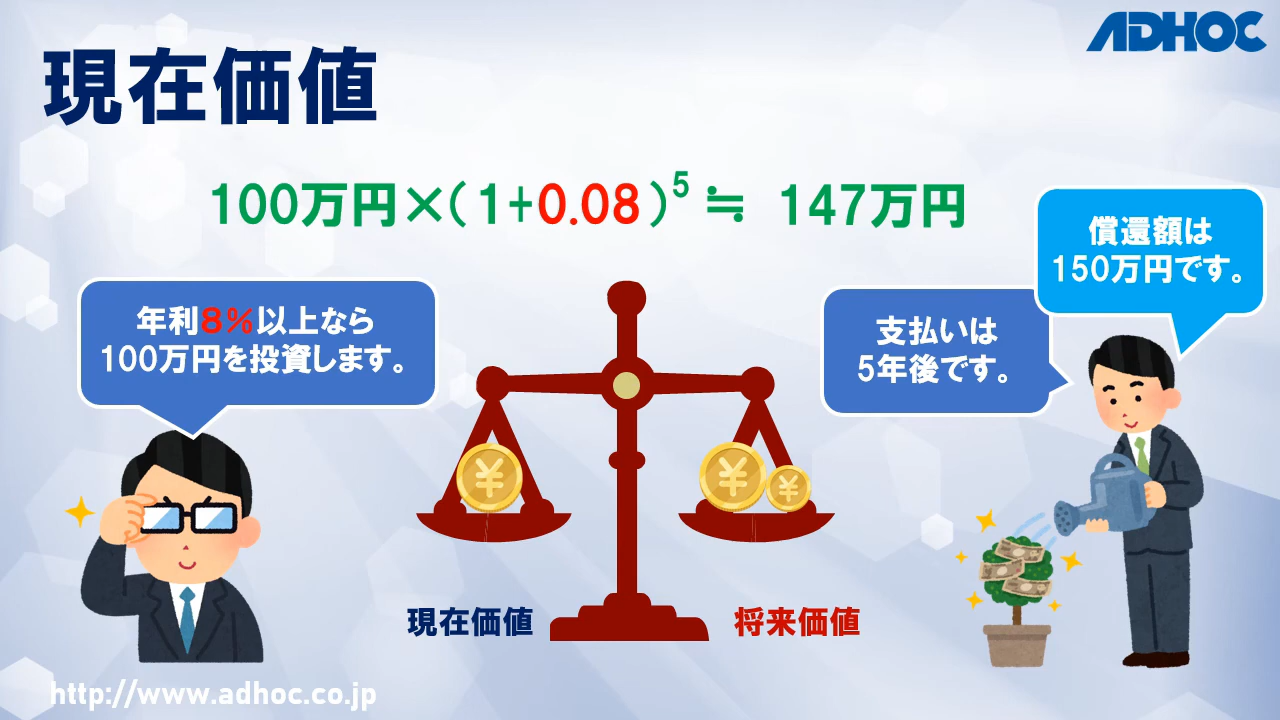 ADHOC
現在価値
100万円×(1+0.08)⁵≒ 147万円
償還額は
150万円です。
年利8%以上なら
100万円を投資します。
支払いは
5年後です。
現在価値
将来価値
http://www.adhoc.co.jp